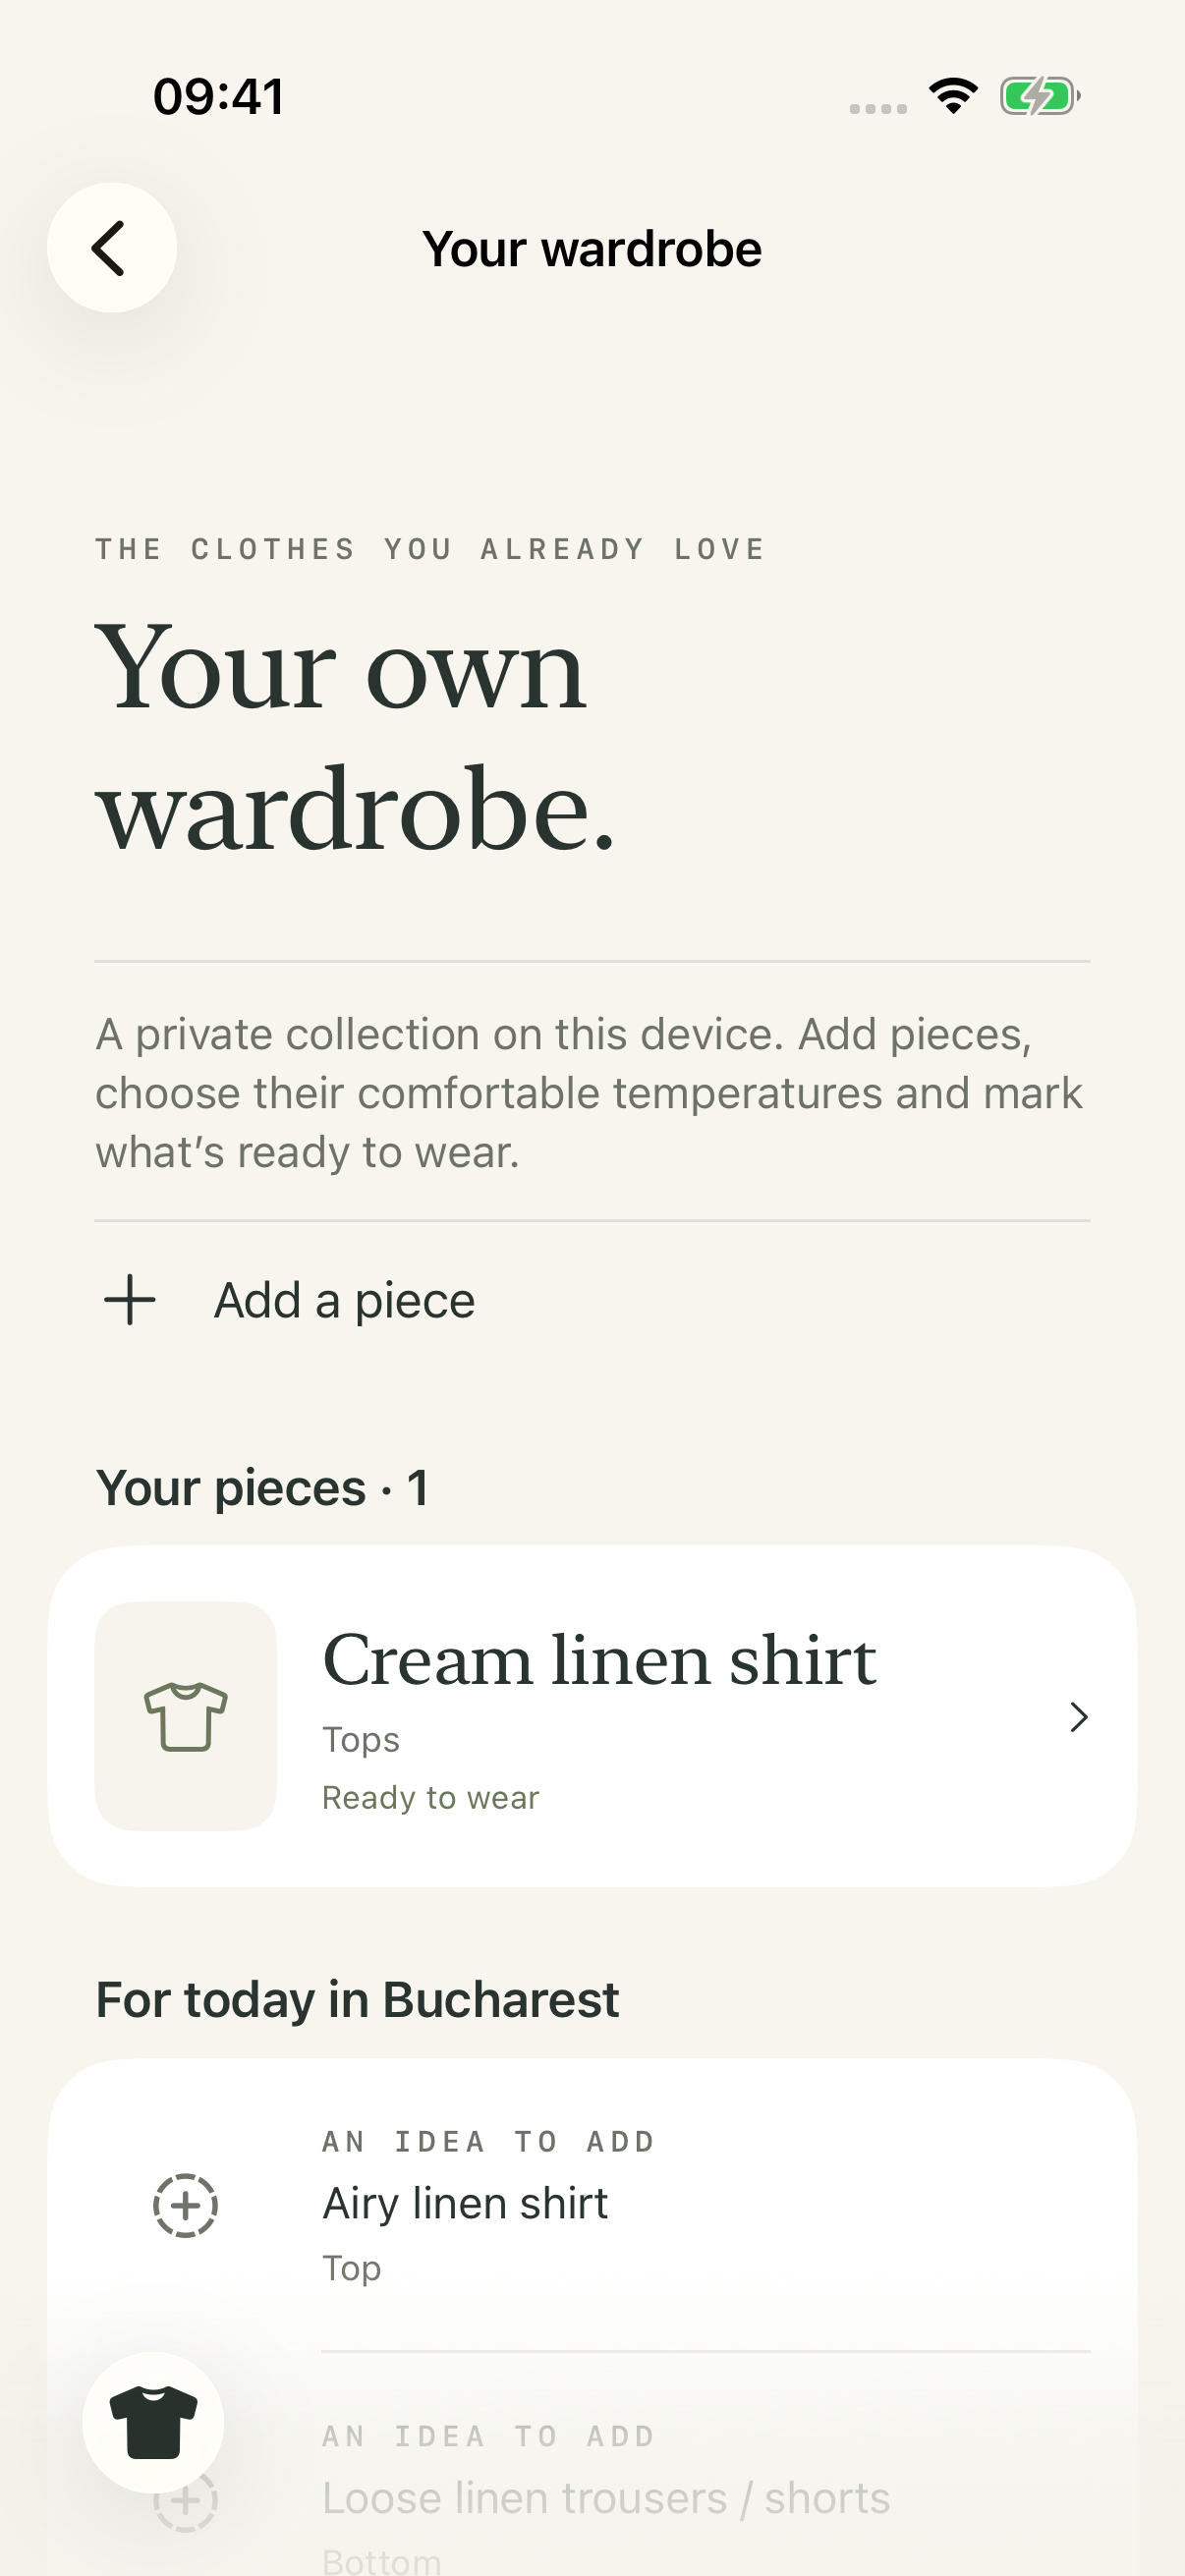 09:41
Your wardrobe
THE CLOTHES YOU ALREADY LOVE
Your own
wardrobe.
A private collection on this device. Add pieces,
choose their comfortable temperatures and mark
what’s ready to wear.
Add a piece
Your pieces · 1
Cream linen shirt
Tops
Ready to wear
For today in Bucharest
AN IDEA TO ADD
Airy linen shirt
Top
AN IDEA TO ADD
Loose linen trousers / shorts
Bottom